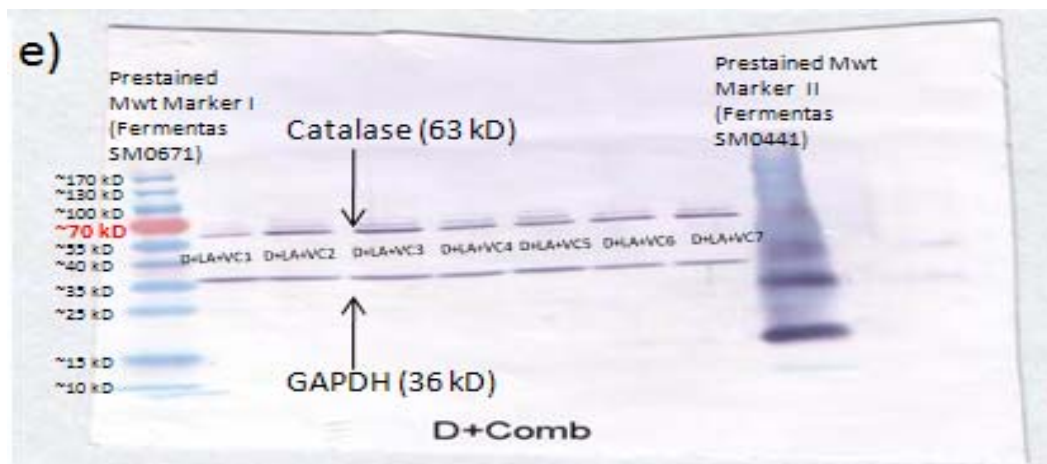 e)
Prestained
Mwt Marker I
(Fermentas
SM0671)
Prestained Mwt
Marker II
(Fermentas
SM0441)
Catalase (63 kD)
~170 kD
~130 kD
~100 kD
~70 kD
~55 kD
~40 kD
~35 kD
~25 kD
~15 kD
~10 kD
D+LA+VC1 D+LA+VC2 D+LA+VC3 D+LA+VC4 D+LA+VC5 D+LA+VC6 D+LA+VC7
GAPDH (36 kD)
D+Comb